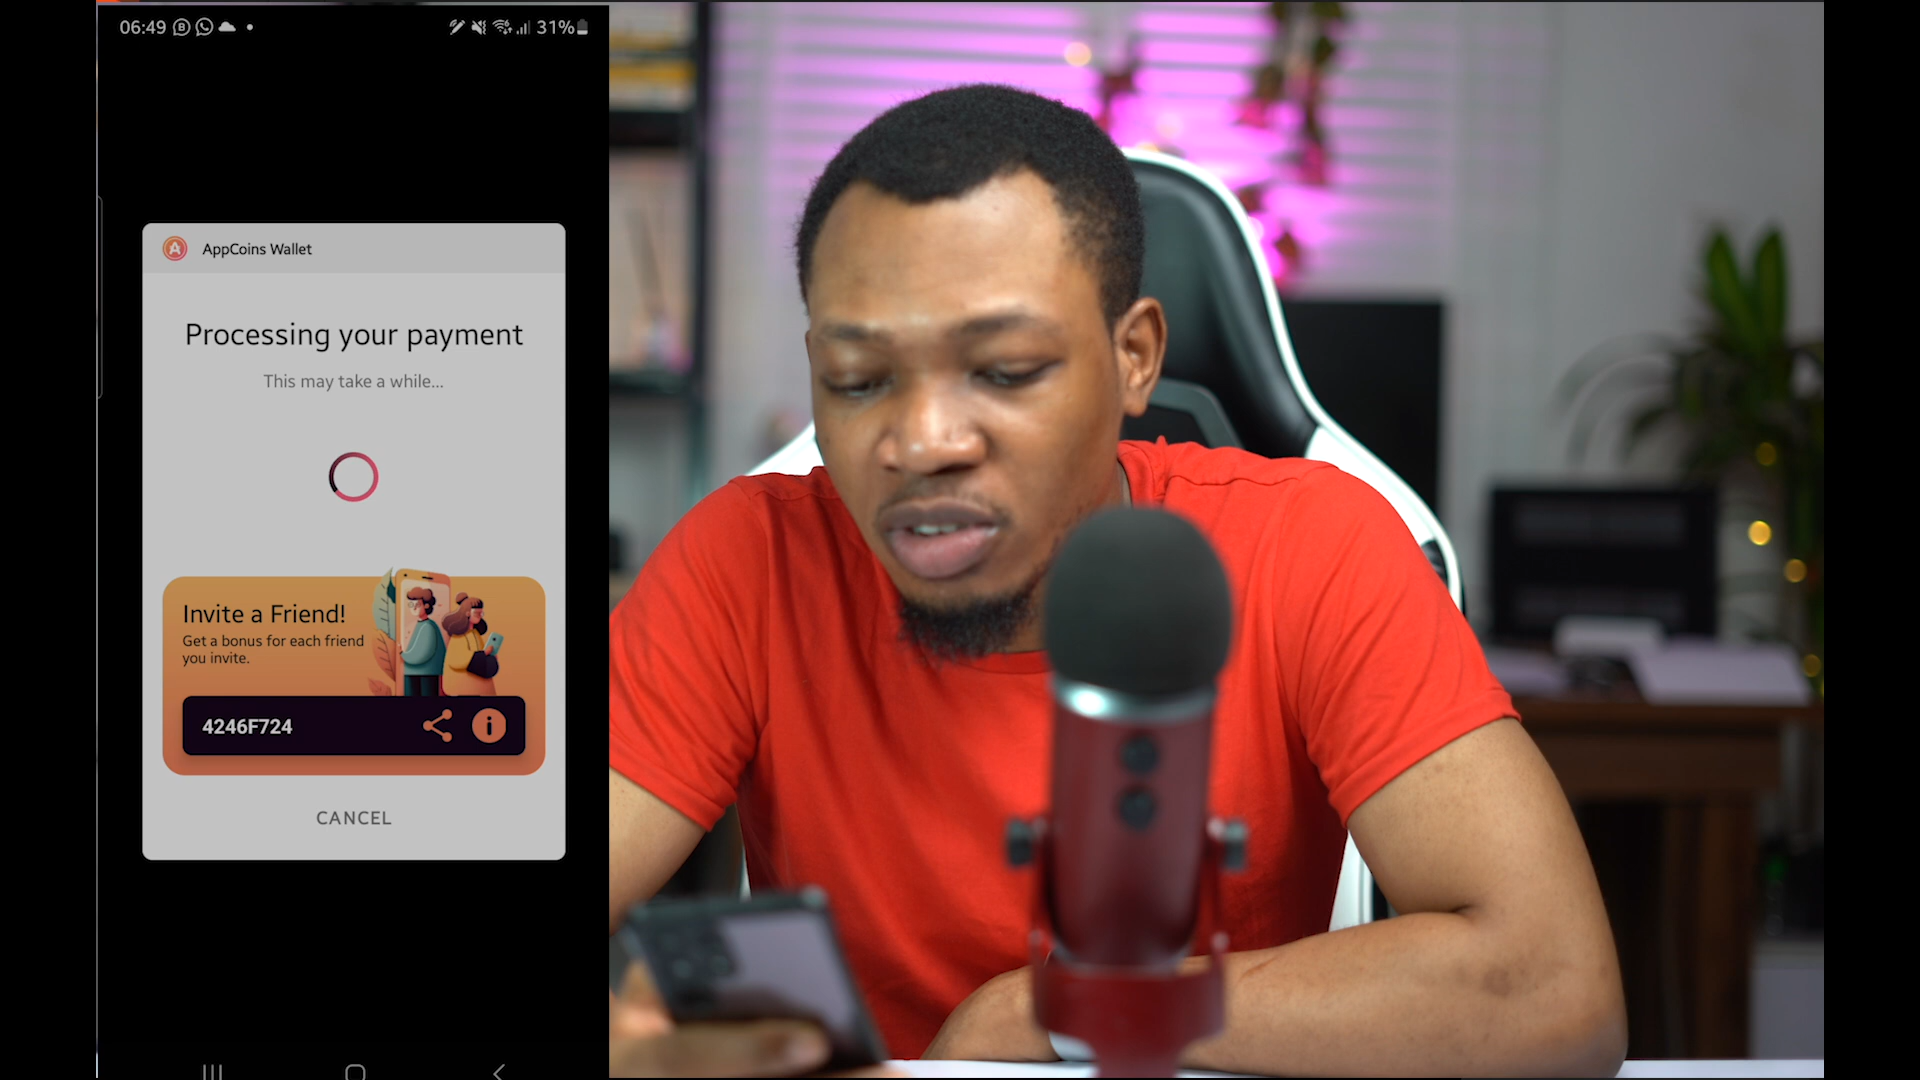 06:49
31%
AppCoins Wallet
Processing your payment
This may take a while...
Invite a Friend!
Get a bonus for each friend
you invite.
4246F724
CANCEL